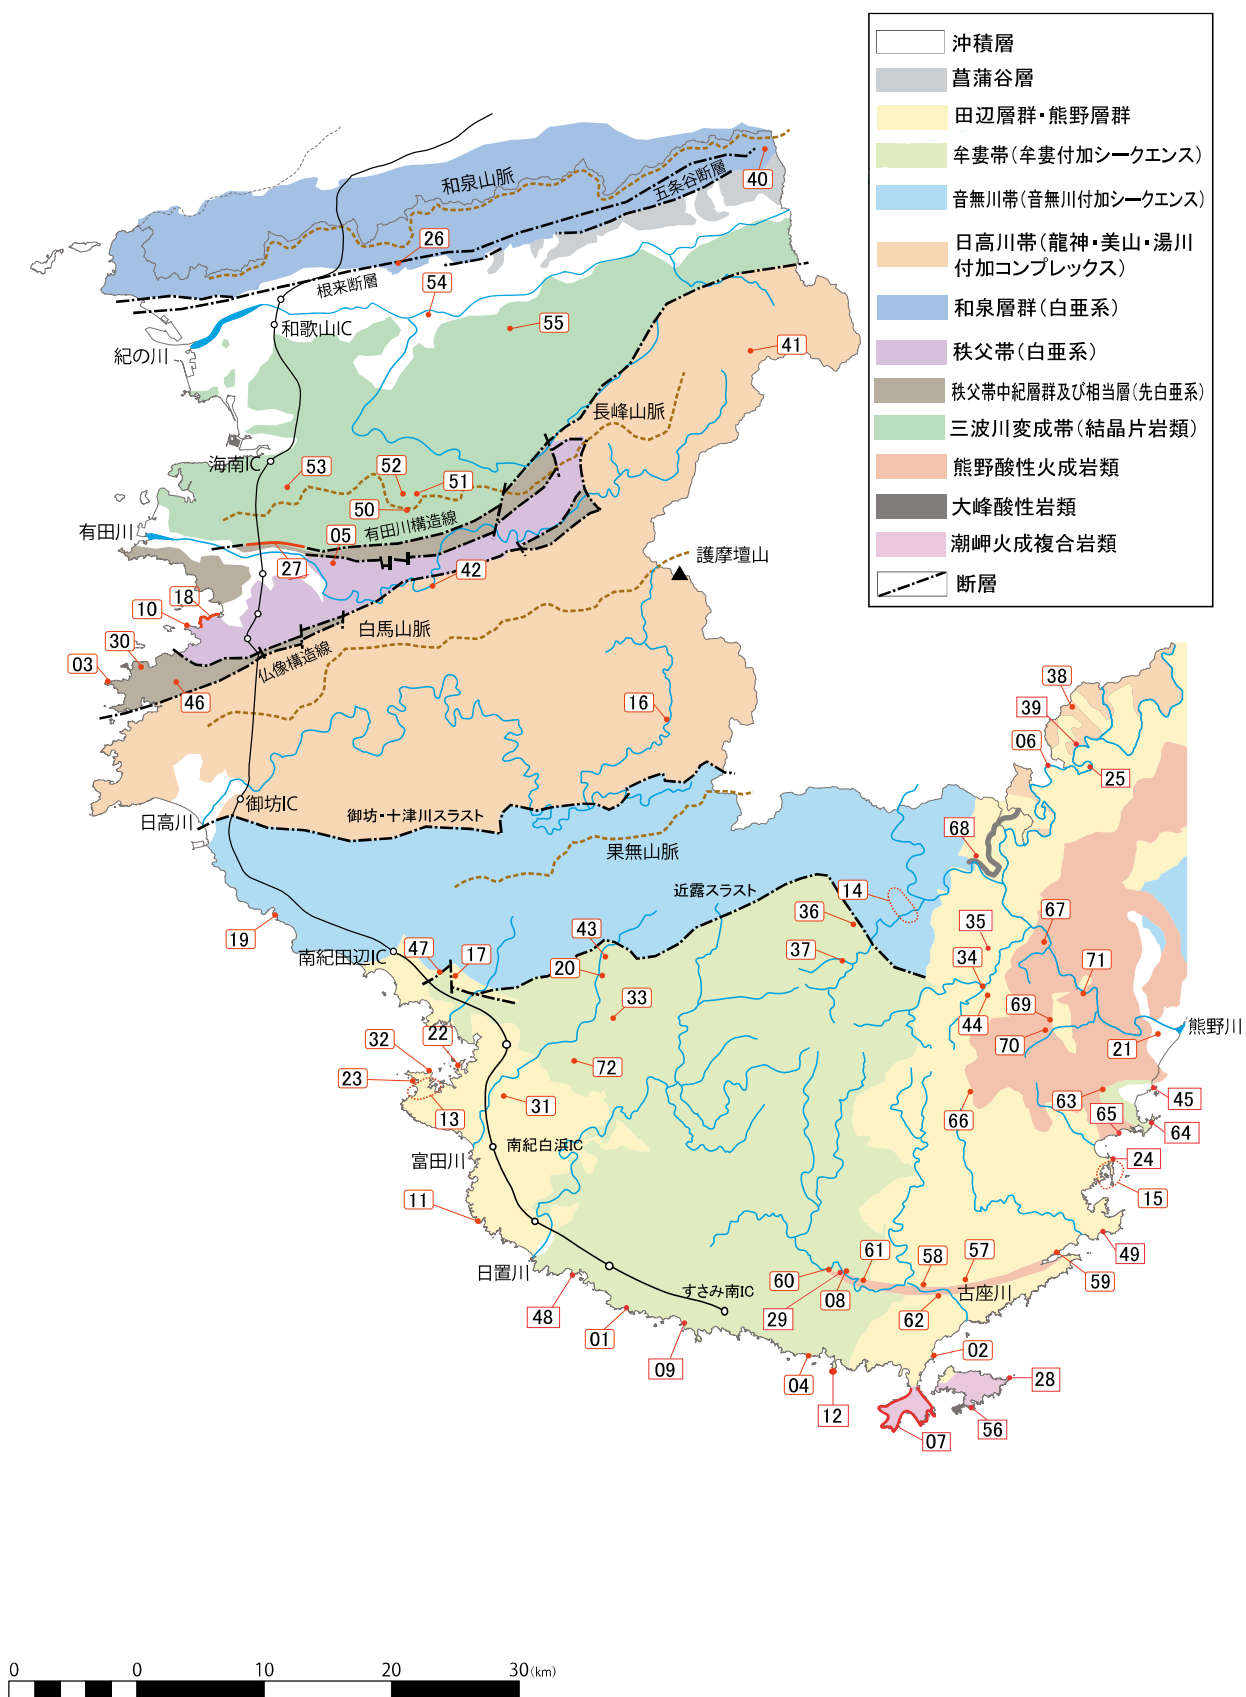 沖積層
菖蒲谷層
田辺層群・熊野層群
牟婁帯(牟婁付加シークエンス)
音無川帯(音無川付加シークエンス)
日高川帯(龍神・美山・湯川
付加コンプレックス)
和泉層群(白亜系)
秩父帯(白亜系)
秩父帯中紀層群及び相当層(先白亜系)
三波川変成帯(結晶片岩類)
熊野酸性火成岩類
大峰酸性岩類
潮岬火成複合岩類
断層
和泉山脈
五条谷断層
40
26
根来断層
54
和歌山IC
55
紀の川
41
長峰山脈
海南IC
53
52
51
50
有田川
有田川構造線
05
護摩壇山
27
42
18
10
白馬山脈
30
03
仏像構造線
46
16
38
39
06
25
御坊IC
日高川
御坊・十津川スラスト
68
果無山脈
近露スラスト
14
36
19
43
35
67
南紀田辺IC
47
17
37
34
71
20
33
69
44
熊野川
22
70
21
32
72
23
63
45
13
31
66
65
64
南紀白浜IC
富田川
24
15
11
61
58
57
49
日置川
60
59
すさみ南IC
古座川
48
29
08
62
01
09
02
04
28
12
56
07
0 0 10 20 30(km)